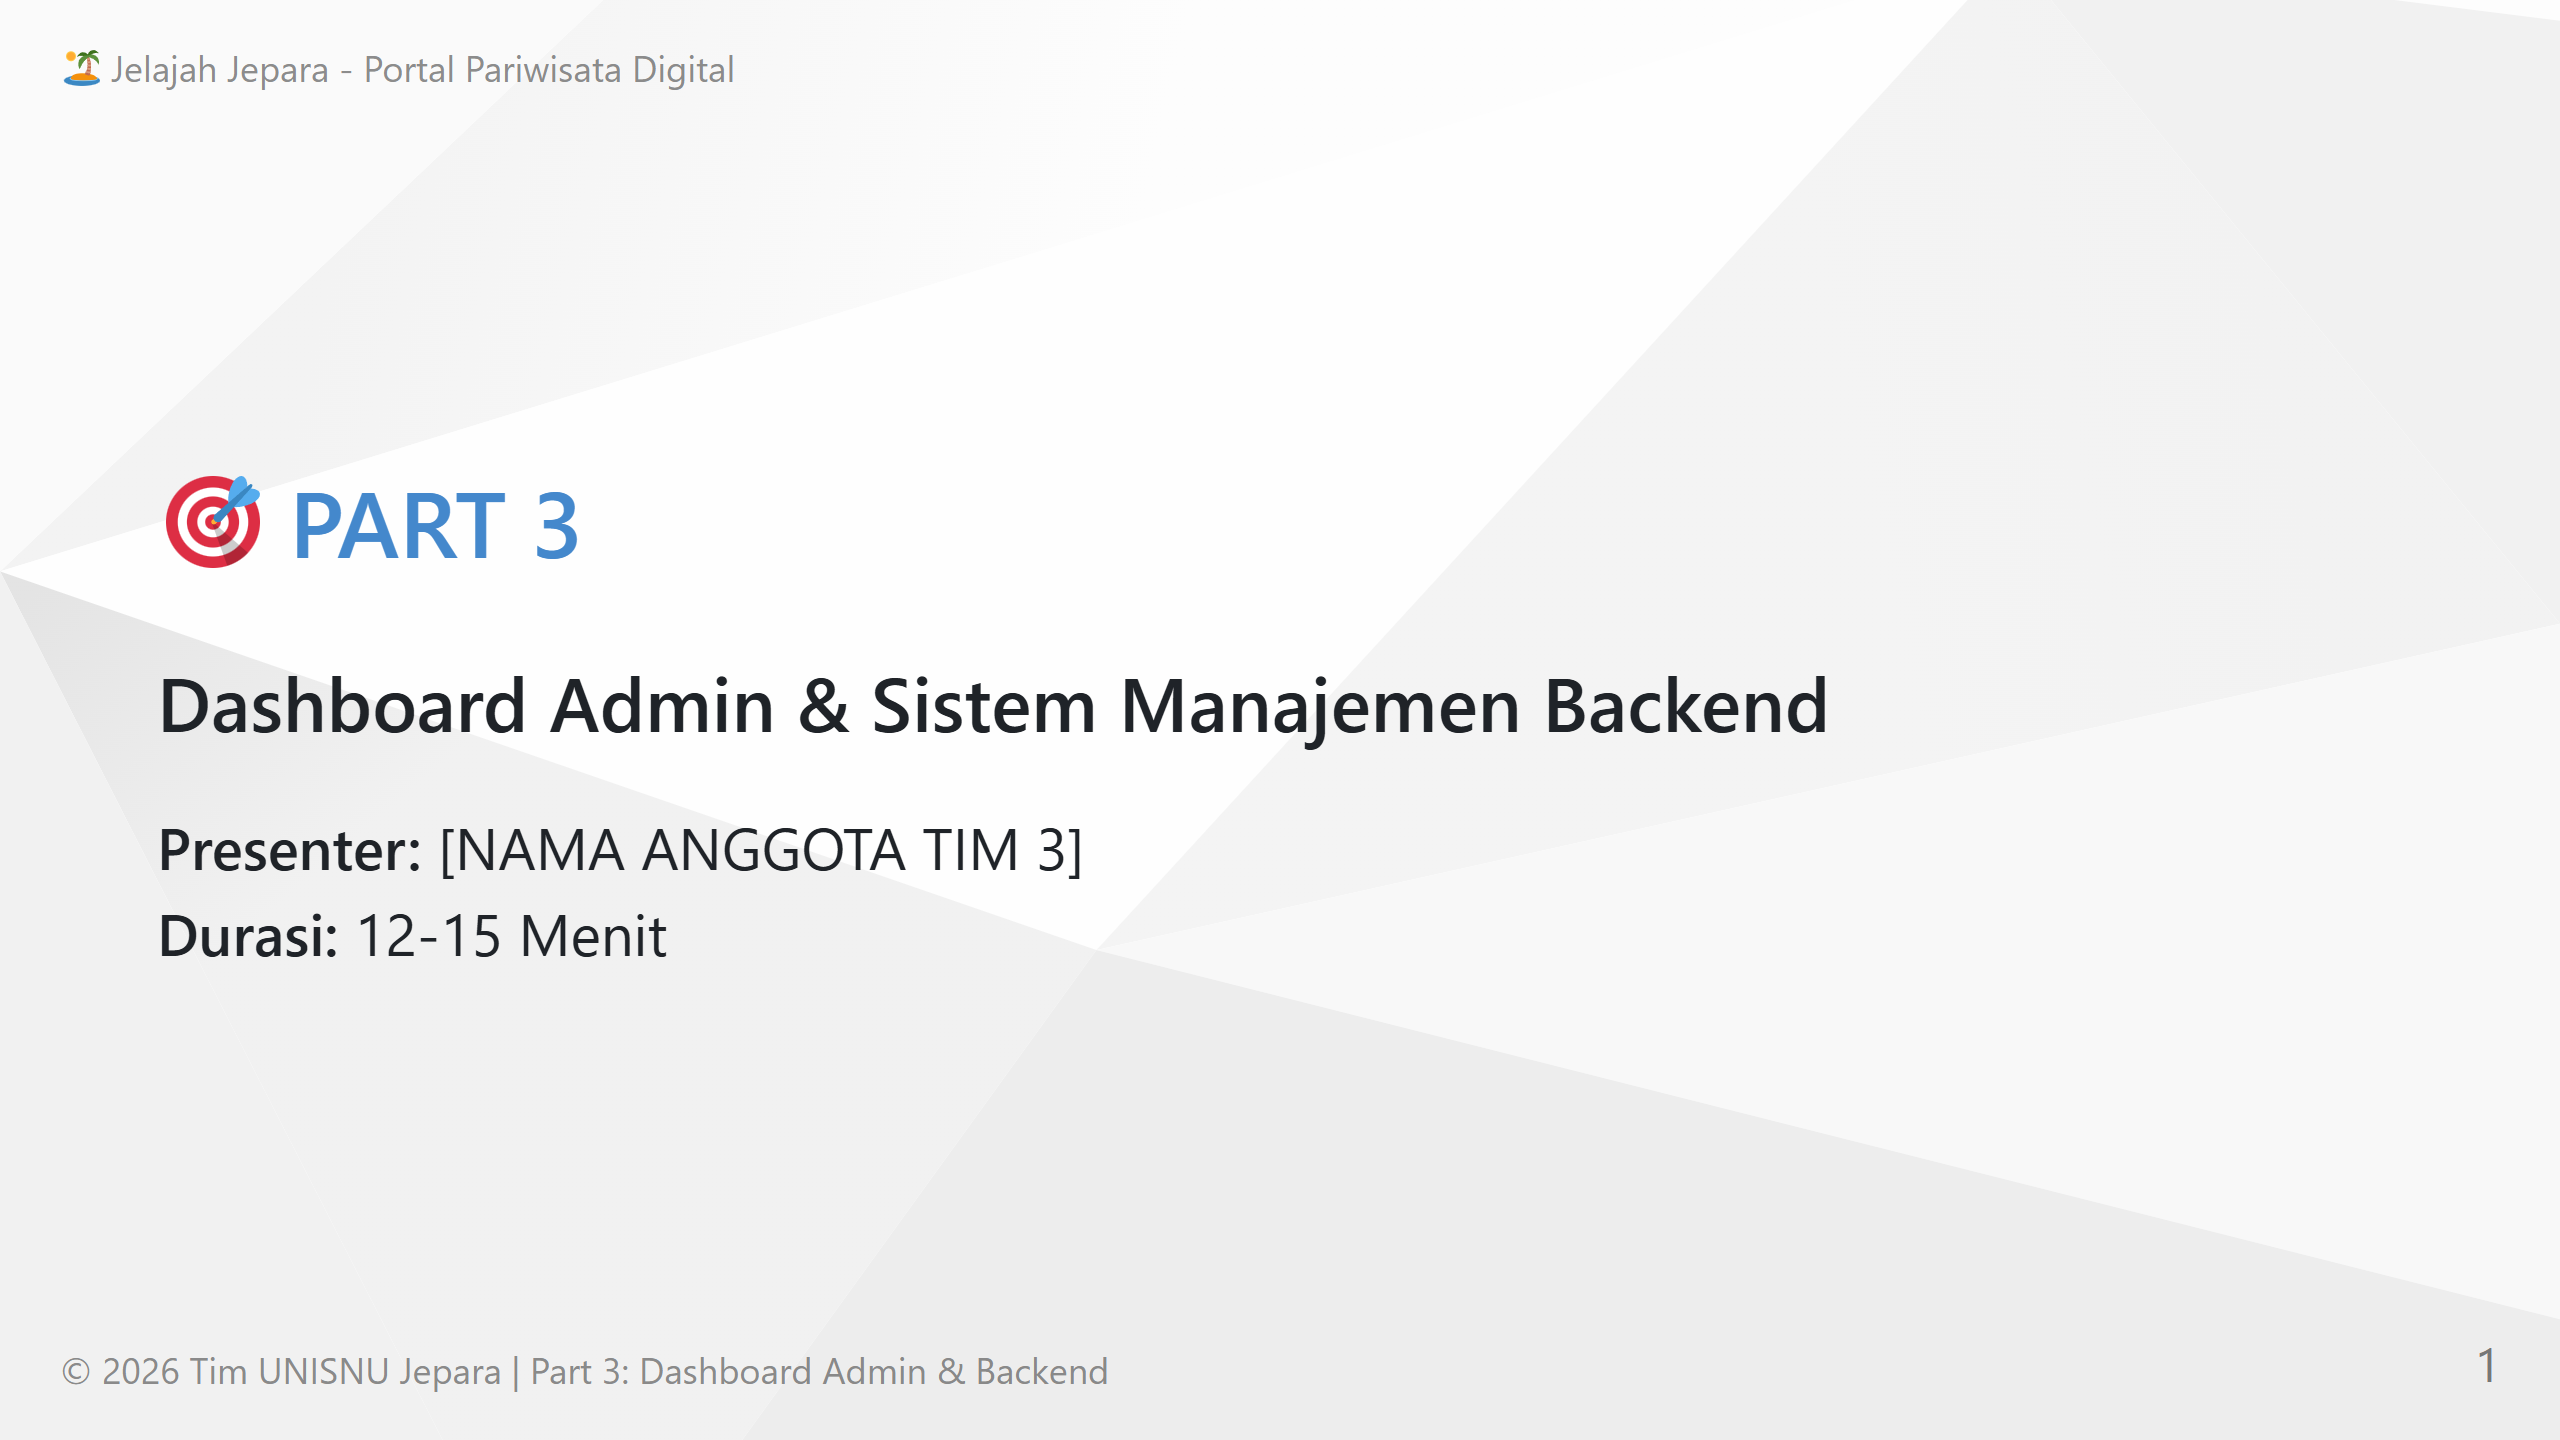 Jelajah Jepara - Portal Pariwisata Digital
PART 3
Dashboard Admin & Sistem Manajemen Backend
Presenter: [NAMA ANGGOTA TIM 3]
Durasi: 12-15 Menit
© 2026 Tim UNISNU Jepara | Part 3: Dashboard Admin & Backend
1